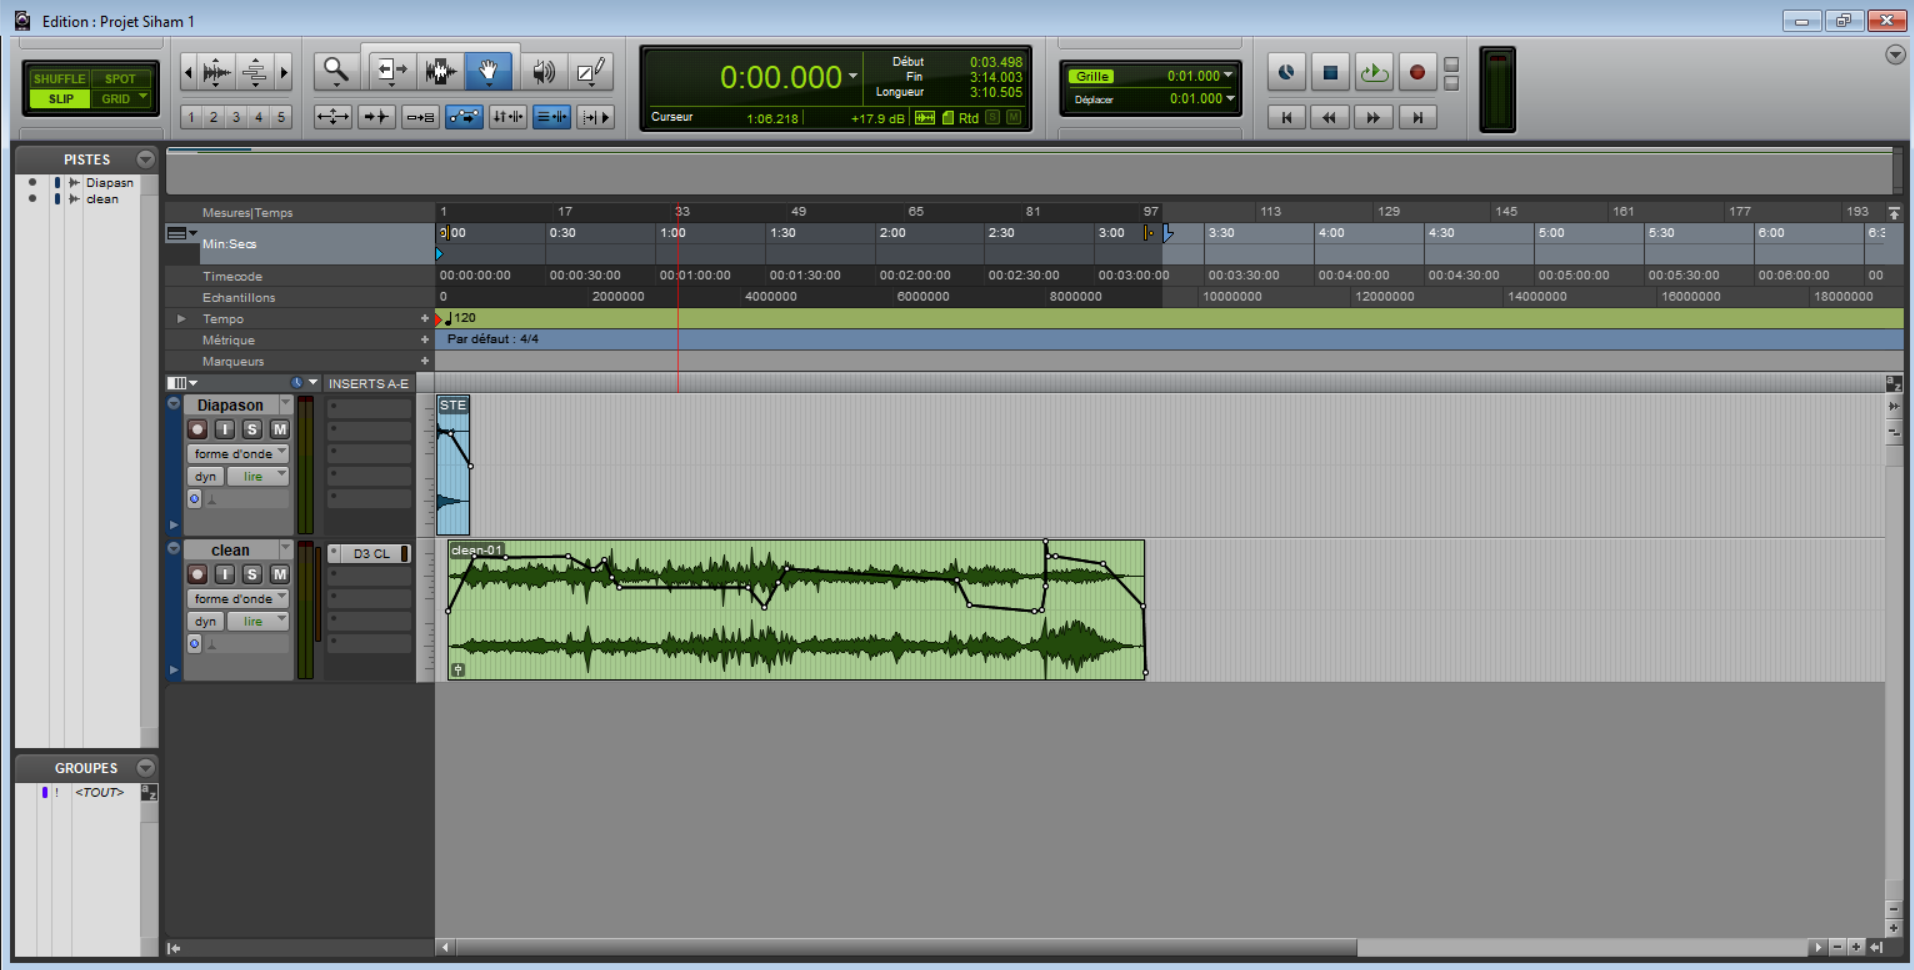 Edition : Projet Siham 1
SHUFFLE SPOT
SLIP GRID
1 2 3 4 5
0:00.000
Début 0:03.498
Fin 3:14.003
Longueur 3:10.505
Curseur 1:06.218 +17.9 dB Rtd S M
Grille 0:01.000
Déplacer 0:01.000
PISTES
Diapasn
clean
Mesures|Temps 1 17 33 49 65 81 97 113 129 145 161 177 193
Min:Secs 0:00 0:30 1:00 1:30 2:00 2:30 3:00 3:30 4:00 4:30 5:00 5:30 6:00 6:3
Timecode 00:00:00:00 00:00:30:00 00:01:00:00 00:01:30:00 00:02:00:00 00:02:30:00 00:03:00:00 00:03:30:00 00:04:00:00 00:04:30:00 00:05:00:00 00:05:30:00 00:06:00:00 00
Echantillons 0 2000000 4000000 6000000 8000000 10000000 12000000 14000000 16000000 18000000
Tempo + 120
Métrique + Par défaut : 4/4
Marqueurs +
INSERTS A-E
a z
Diapason
I S M
forme d'onde
dyn lire
STE
clean
I S M
forme d'onde
dyn lire
D3 CL
clean-01
GROUPES
! <TOUT>
a z